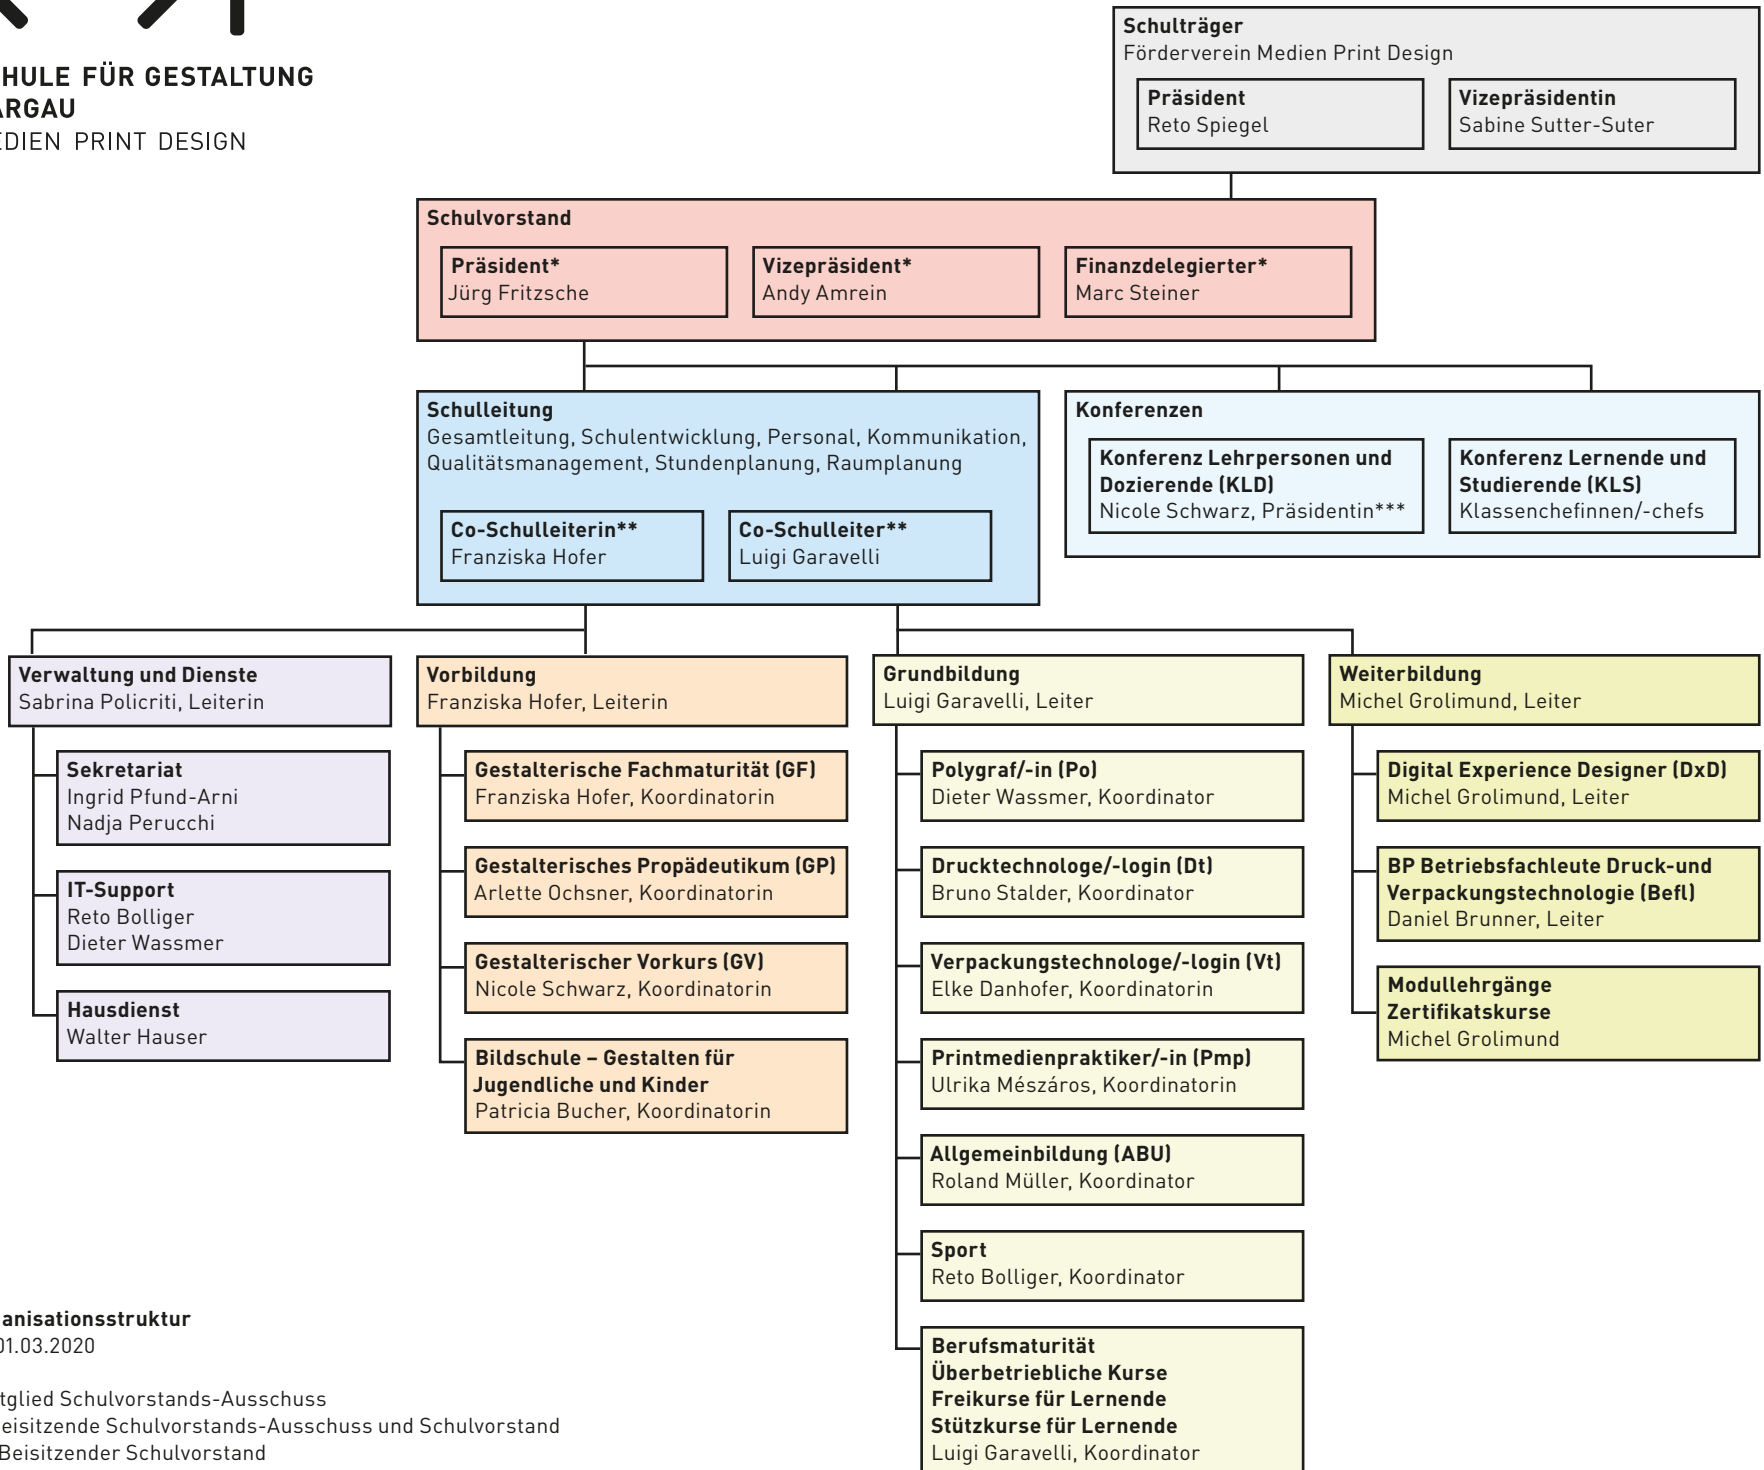 HULE FÜR GESTALTUNG
ARGAU
EDIEN PRINT DESIGN
Schulträger
Förderverein Medien Print Design
Präsident
Reto Spiegel
Vizepräsidentin
Sabine Sutter-Suter
Schulvorstand
Präsident*
Jürg Fritzsche
Vizepräsident*
Andy Amrein
Finanzdelegierter*
Marc Steiner
Schulleitung
Gesamtleitung, Schulentwicklung, Personal, Kommunikation,
Qualitätsmanagement, Stundenplanung, Raumplanung
Co-Schulleiterin**
Franziska Hofer
Co-Schulleiter**
Luigi Garavelli
Konferenzen
Konferenz Lehrpersonen und
Dozierende (KLD)
Nicole Schwarz, Präsidentin***
Konferenz Lernende und
Studierende (KLS)
Klassenchefinnen/-chefs
Verwaltung und Dienste
Sabrina Policriti, Leiterin
Sekretariat
Ingrid Pfund-Arni
Nadja Perucchi
IT-Support
Reto Bolliger
Dieter Wassmer
Hausdienst
Walter Hauser
Vorbildung
Franziska Hofer, Leiterin
Gestalterische Fachmaturität (GF)
Franziska Hofer, Koordinatorin
Gestalterisches Propädeutikum (GP)
Arlette Ochsner, Koordinatorin
Gestalterischer Vorkurs (GV)
Nicole Schwarz, Koordinatorin
Bildschule – Gestalten für
Jugendliche und Kinder
Patricia Bucher, Koordinatorin
Grundbildung
Luigi Garavelli, Leiter
Polygraf/-in (Po)
Dieter Wassmer, Koordinator
Drucktechnologe/-login (Dt)
Bruno Stalder, Koordinator
Verpackungstechnologe/-login (Vt)
Elke Danhofer, Koordinatorin
Printmedienpraktiker/-in (Pmp)
Ulrika Mészáros, Koordinatorin
Allgemeinbildung (ABU)
Roland Müller, Koordinator
Sport
Reto Bolliger, Koordinator
Berufsmaturität
Überbetriebliche Kurse
Freikurse für Lernende
Stützkurse für Lernende
Luigi Garavelli, Koordinator
Weiterbildung
Michel Grolimund, Leiter
Digital Experience Designer (DxD)
Michel Grolimund, Leiter
BP Betriebsfachleute Druck-und
Verpackungstechnologie (Befl)
Daniel Brunner, Leiter
Modullehrgänge
Zertifikatskurse
Michel Grolimund
anisationsstruktur
01.03.2020
tglied Schulvorstands-Ausschuss
eisitzende Schulvorstands-Ausschuss und Schulvorstand
Beisitzender Schulvorstand